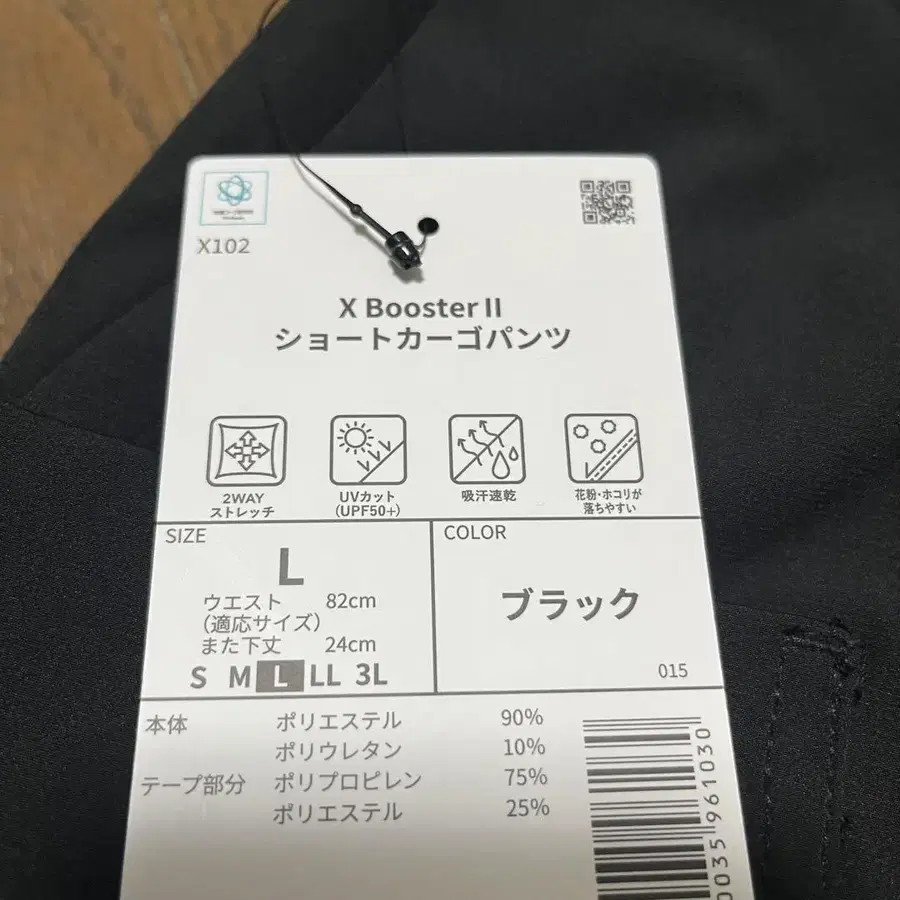 X102
X Booster II
ショートカーゴパンツ
2WAY
ストレッチ
UVカット
(UPF50+)
吸汗速乾
花粉・ホコリが
落ちやすい
SIZE
L
ウエスト 82cm
(適応サイズ)
また下丈 24cm
S M L LL 3L
COLOR
ブラック
015
本体 ポリエステル 90%
ポリウレタン 10%
テープ部分 ポリプロピレン 75%
ポリエステル 25%
0035 961030